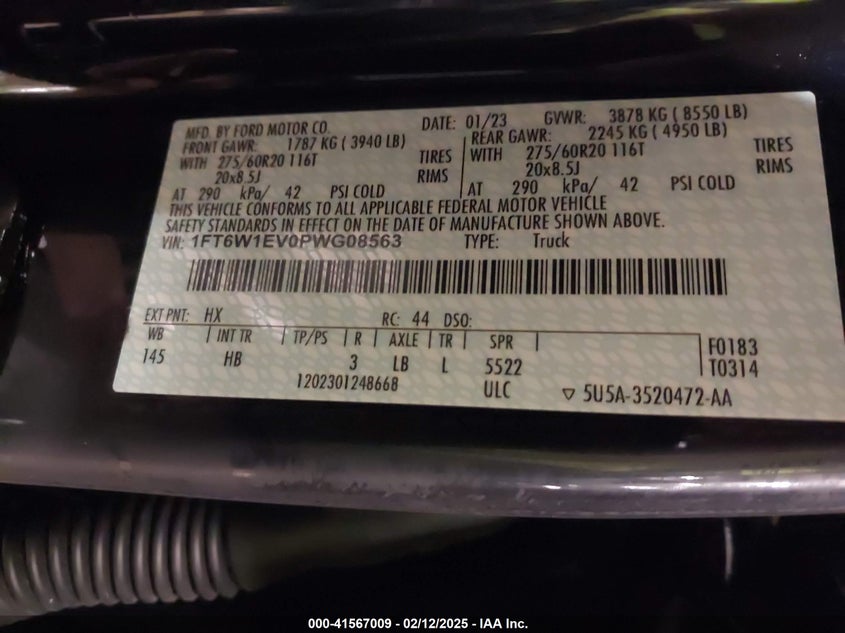 MFD. BY FORD MOTOR CO. DATE: 01/23 GVWR: 3878 KG ( 8550 LB)
FRONT GAWR: 1787 KG ( 3940 LB) REAR GAWR: 2245 KG ( 4950 LB)
WITH 275/60R20 116T TIRES WITH 275/60R20 116T TIRES
20x8.5J RIMS 20x8.5J RIMS
AT 290 kPa/ 42 PSI COLD AT 290 kPa/ 42 PSI COLD
THIS VEHICLE CONFORMS TO ALL APPLICABLE FEDERAL MOTOR VEHICLE
SAFETY STANDARDS IN EFFECT ON THE DATE OF MANUFACTURE SHOWN ABOVE.
VIN: 1FT6W1EV0PWG08563 TYPE: Truck
EXT PNT: HX RC: 44 DSO:
WB | INT TR | TP/PS | R | AXLE | TR | SPR |
145 HB 3 LB L 5522
F0183
T0314
1202301248668 ULC ▽ 5U5A-3520472-AA
000-41567009 — 02/12/2025 — IAA Inc.